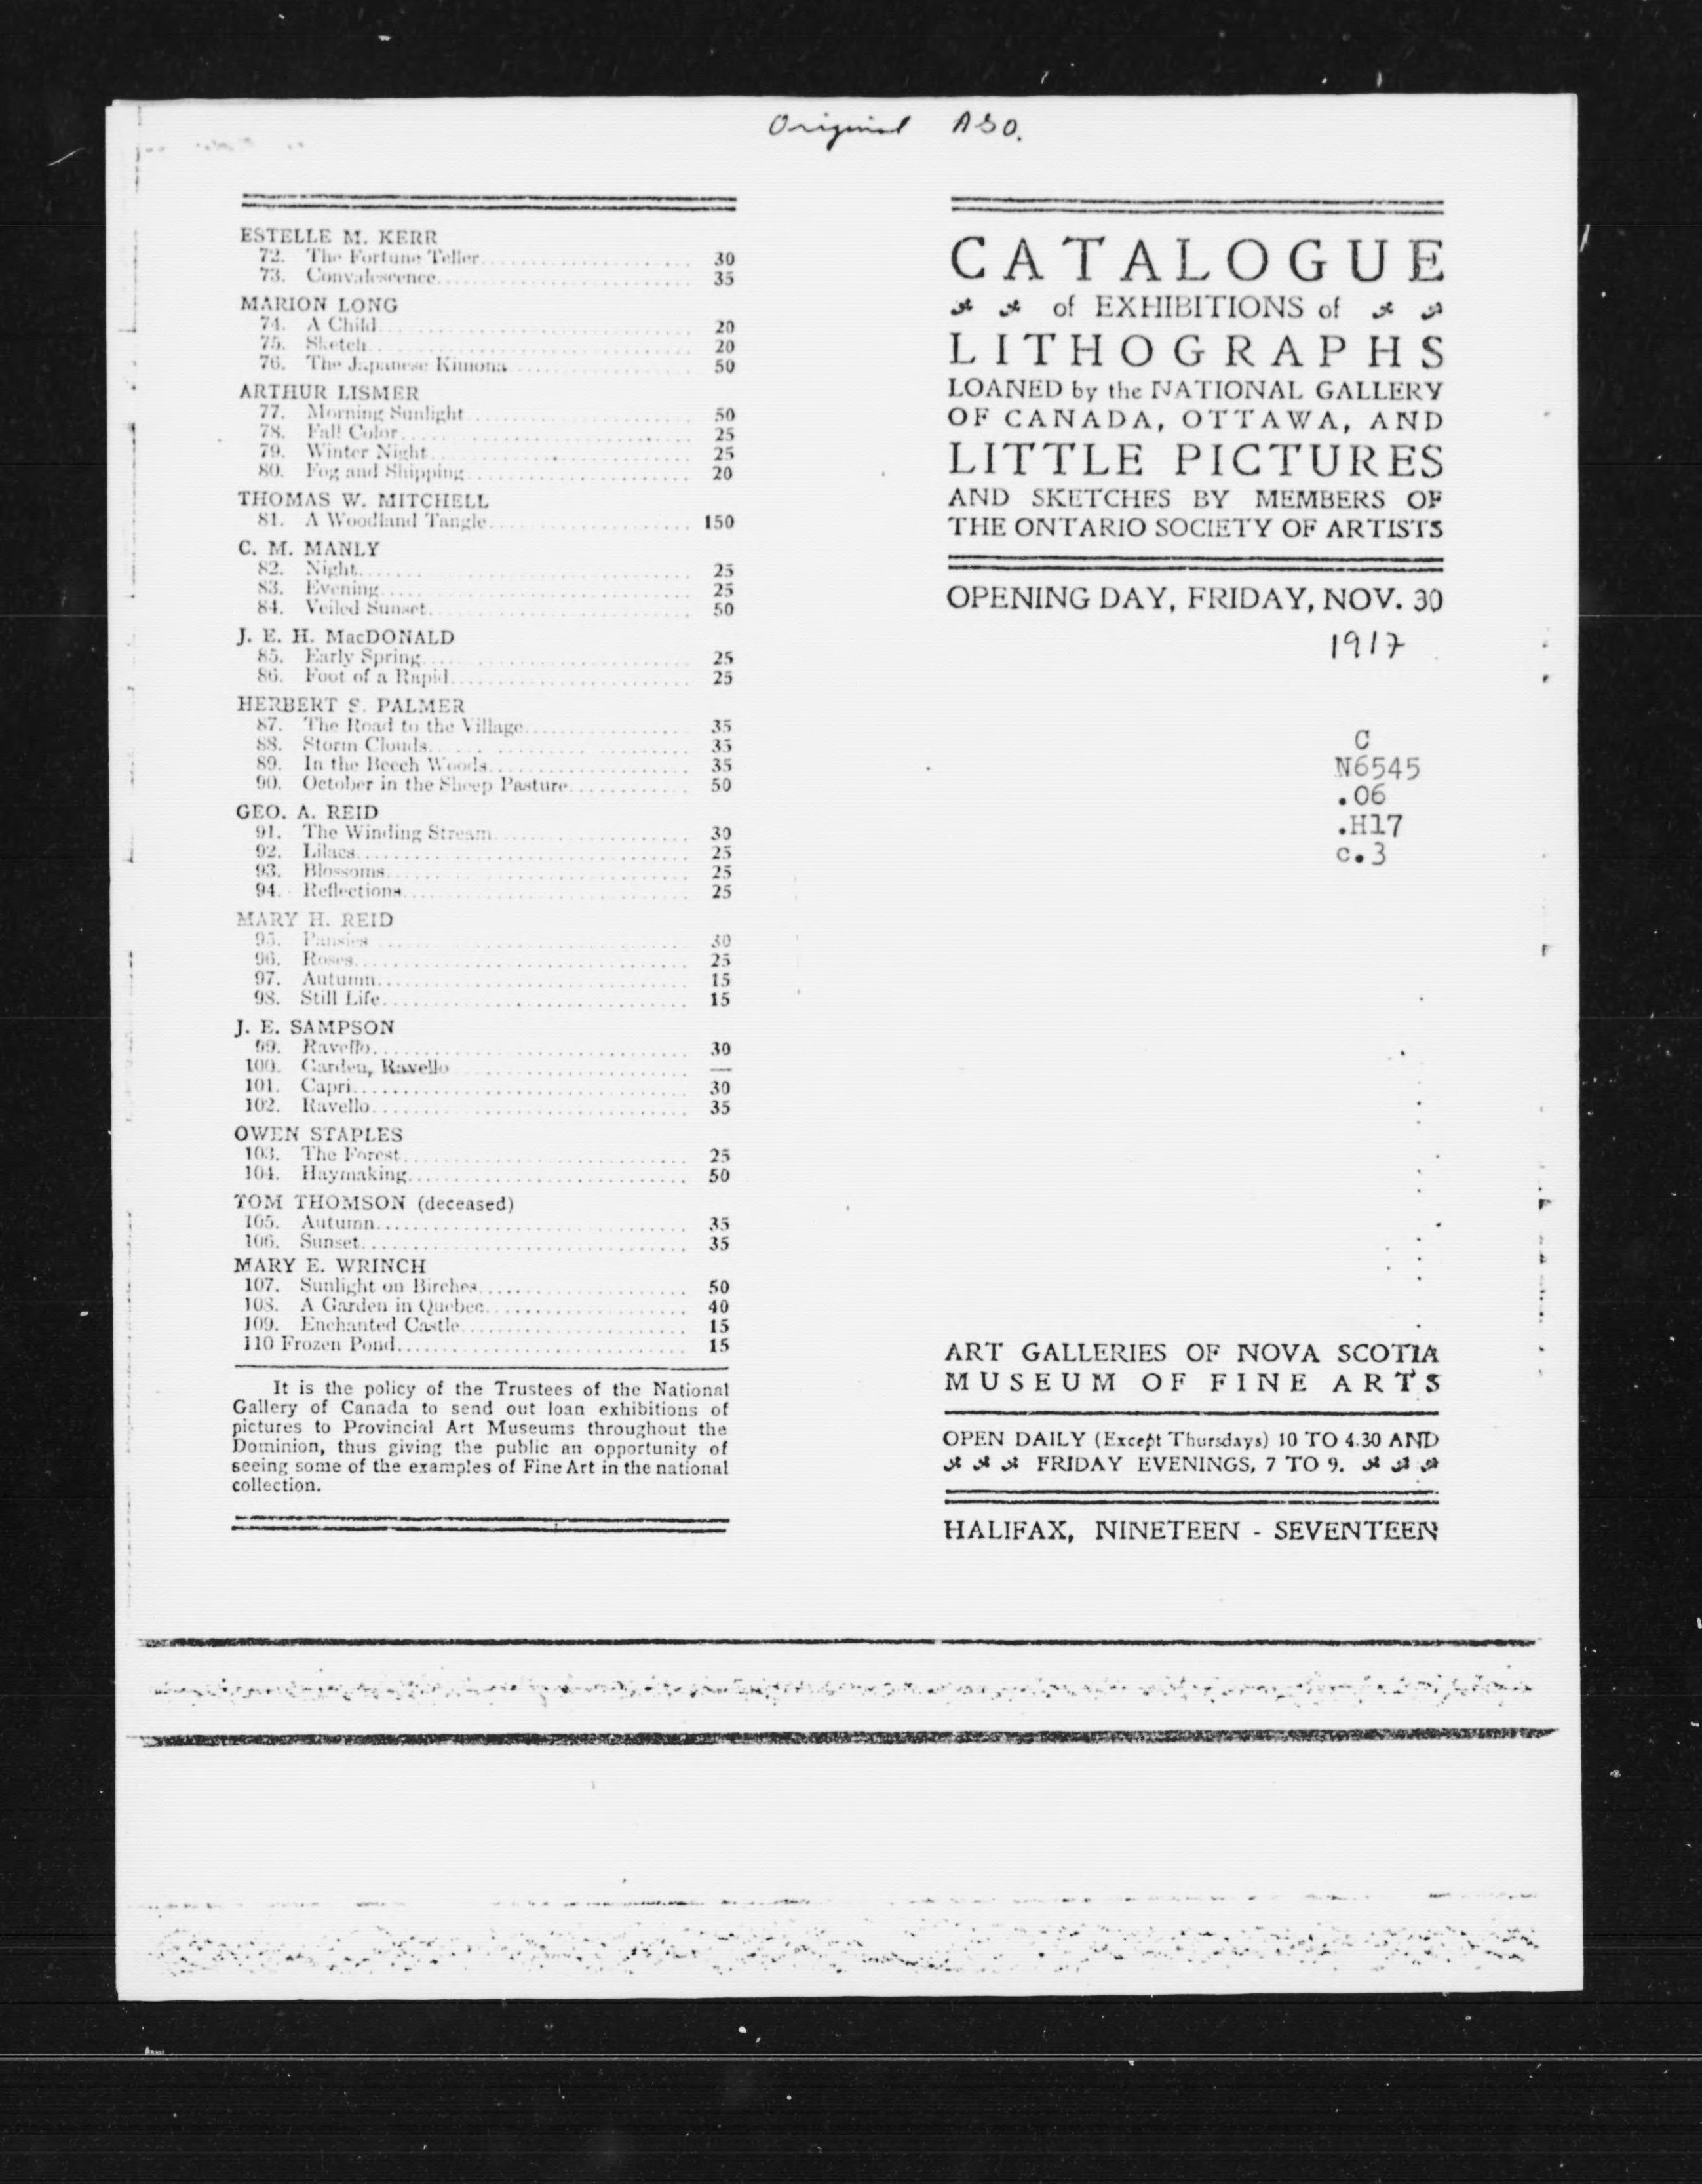 Original ASO.
ESTELLE M. KERR
72. The Fortune Teller 30
73. Convalescence 35
MARION LONG
74. A Child 20
75. Sketch 20
76. The Japanese Kimona 50
ARTHUR LISMER
77. Morning Sunlight 50
78. Fall Color 25
79. Winter Night 25
80. Fog and Shipping 20
THOMAS W. MITCHELL
81. A Woodland Tangle 150
C. M. MANLY
82. Night 25
83. Evening 25
84. Veiled Sunset 50
J. E. H. MacDONALD
85. Early Spring 25
86. Foot of a Rapid 25
HERBERT S. PALMER
87. The Road to the Village 35
88. Storm Clouds 35
89. In the Beech Woods 35
90. October in the Sheep Pasture 50
GEO. A. REID
91. The Winding Stream 30
92. Lilacs 25
93. Blossoms 25
94. Reflections 25
MARY H. REID
95. Pansies 30
96. Roses 25
97. Autumn 15
98. Still Life 15
J. E. SAMPSON
99. Ravello 30
100. Garden, Ravello —
101. Capri 30
102. Ravello 35
OWEN STAPLES
103. The Forest 25
104. Haymaking 50
TOM THOMSON (deceased)
105. Autumn 35
106. Sunset 35
MARY E. WRINCH
107. Sunlight on Birches 50
108. A Garden in Quebec 40
109. Enchanted Castle 15
110 Frozen Pond 15
It is the policy of the Trustees of the National
Gallery of Canada to send out loan exhibitions of
pictures to Provincial Art Museums throughout the
Dominion, thus giving the public an opportunity of
seeing some of the examples of Fine Art in the national
collection.
CATALOGUE
of EXHIBITIONS of
LITHOGRAPHS
LOANED by the NATIONAL GALLERY
OF CANADA, OTTAWA, AND
LITTLE PICTURES
AND SKETCHES BY MEMBERS OF
THE ONTARIO SOCIETY OF ARTISTS
OPENING DAY, FRIDAY, NOV. 30
1917
C
N6545
.O6
.H17
c.3
ART GALLERIES OF NOVA SCOTIA
MUSEUM OF FINE ARTS
OPEN DAILY (Except Thursdays) 10 TO 4.30 AND
FRIDAY EVENINGS, 7 TO 9.
HALIFAX, NINETEEN - SEVENTEEN